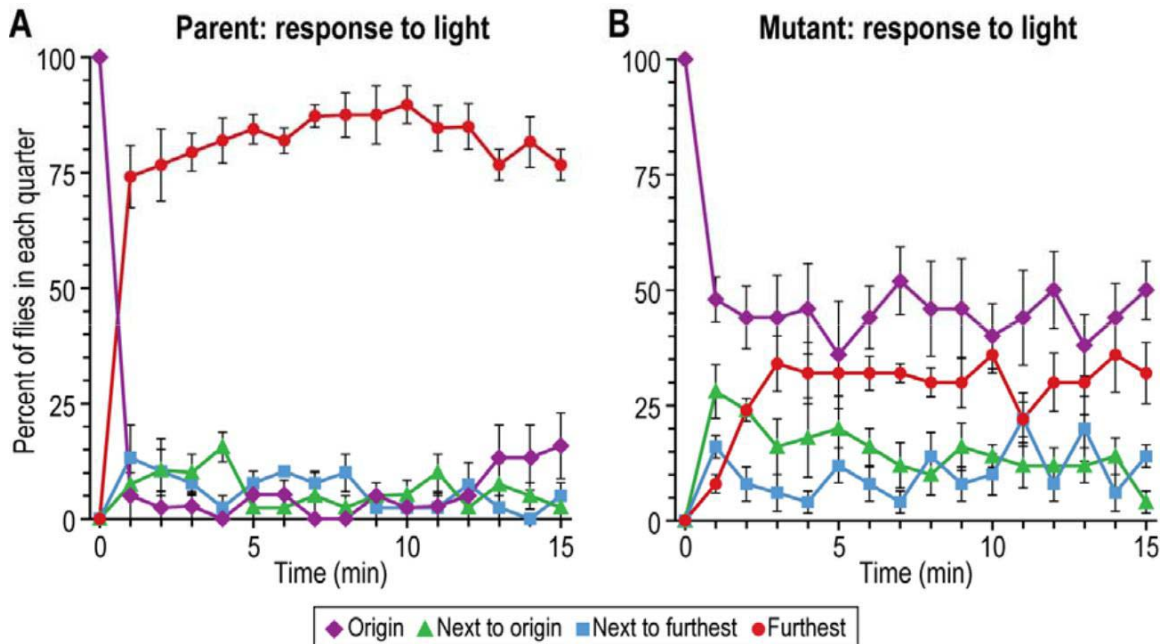 A
Parent: response to light
Percent of flies in each quarter
100
75
50
25
0
0 5 10 15
Time (min)
B
Mutant: response to light
100
75
50
25
0
0 5 10 15
Time (min)
Origin Next to origin Next to furthest Furthest